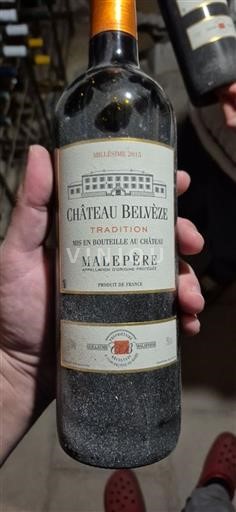 MILLÉSIME 2015
CHÂTEAU BELVÈZE
TRADITION
MIS EN BOUTEILLE AU CHÂTEAU
MALEPÈRE
APPELLATION D'ORIGINE PROTÉGÉE
PRODUIT DE FRANCE